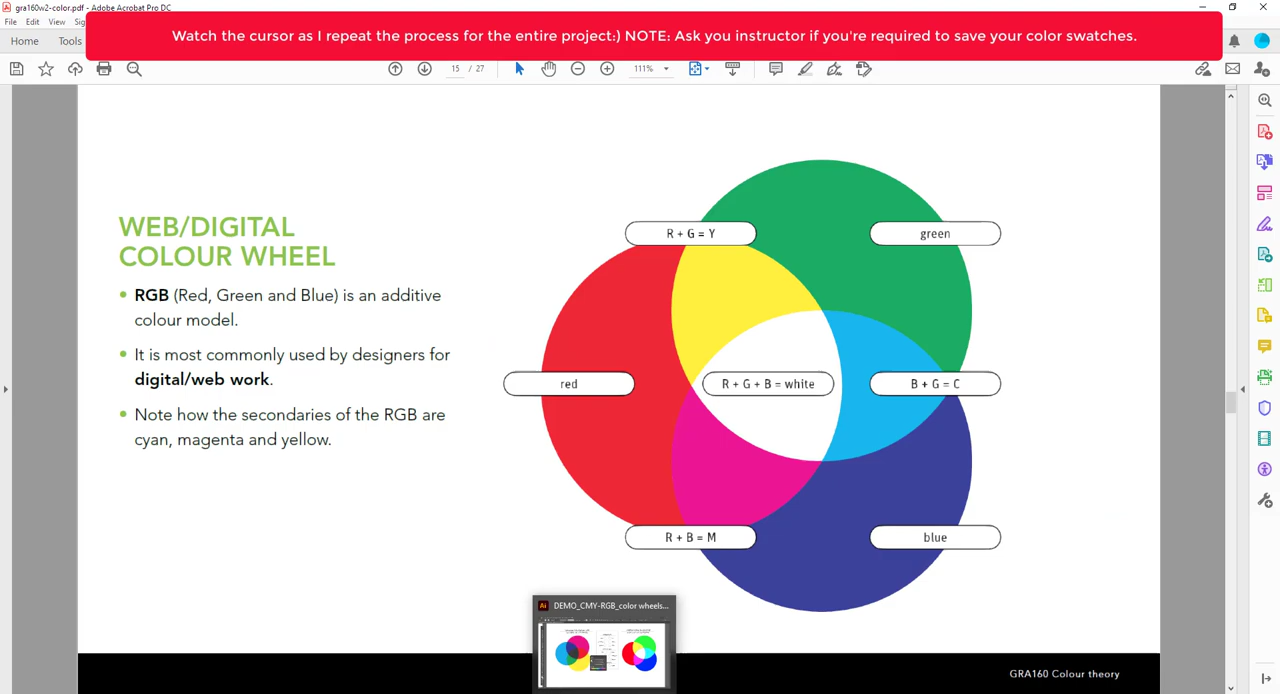 gra160w2-color.pdf - Adobe Acrobat Pro DC
File Edit View
Watch the cursor as I repeat the process for the entire project:) NOTE: Ask you instructor if you're required to save your color swatches.
Home Tools
15 / 27
111%
WEB/DIGITAL
COLOUR WHEEL
• RGB (Red, Green and Blue) is an additive
colour model.
• It is most commonly used by designers for
digital/web work.
• Note how the secondaries of the RGB are
cyan, magenta and yellow.
R + G = Y
green
red
R + G + B = white
B + G = C
R + B = M
blue
Ai DEMO_CMY-RGB_color wheels...
GRA160 Colour theory